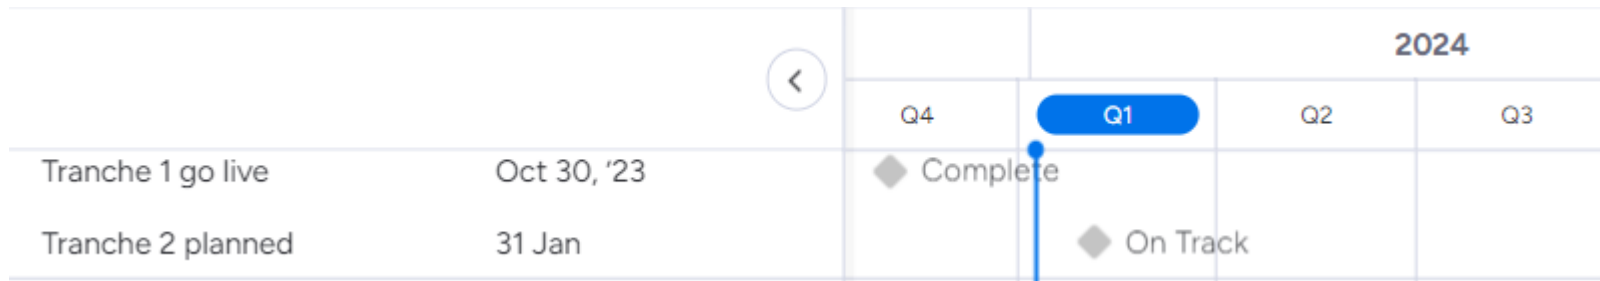 2024
Q4 Q1 Q2 Q3
Tranche 1 go live Oct 30, ‘23 Complete
Tranche 2 planned 31 Jan On Track